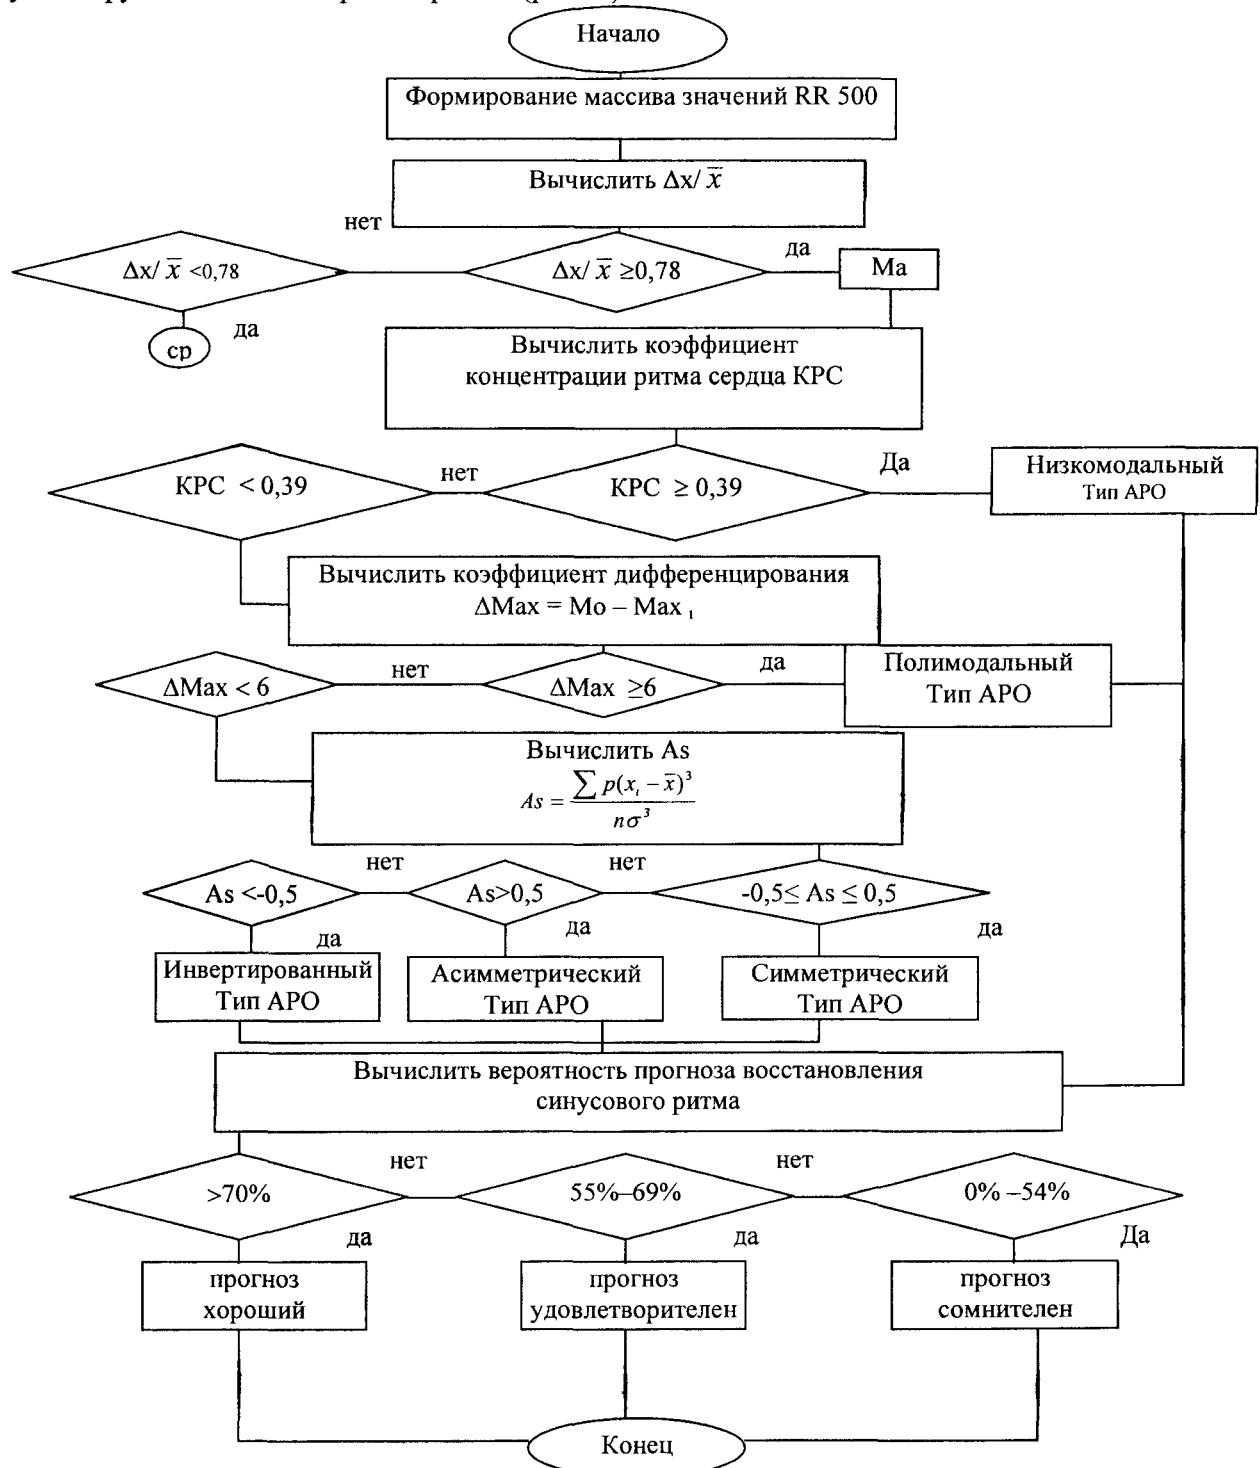 Начало
Формирование массива значений RR 500
Вычислить Δx/ x̅
нет
да
Δx/ x̅ <0,78
Δx/ x̅ ≥0,78
Ма
да
ср
Вычислить коэффициент
концентрации ритма сердца КРС
КРС < 0,39
нет
КРС ≥ 0,39
Да
Низкомодальный
Тип АРО
Вычислить коэффициент дифференцирования
ΔMax = Mo – Max ₁
ΔMax < 6
нет
ΔMax ≥6
да
Полимодальный
Тип АРО
Вычислить As
As = ∑ p(xᵢ – x̅)³ / nσ³
нет
нет
As <-0,5
As>0,5
-0,5≤ As ≤ 0,5
да
да
да
Инвертированный
Тип АРО
Асимметрический
Тип АРО
Симметрический
Тип АРО
Вычислить вероятность прогноза восстановления
синусового ритма
нет
нет
>70%
55%–69%
0% –54%
да
да
Да
прогноз
хороший
прогноз
удовлетворителен
прогноз
сомнителен
Конец